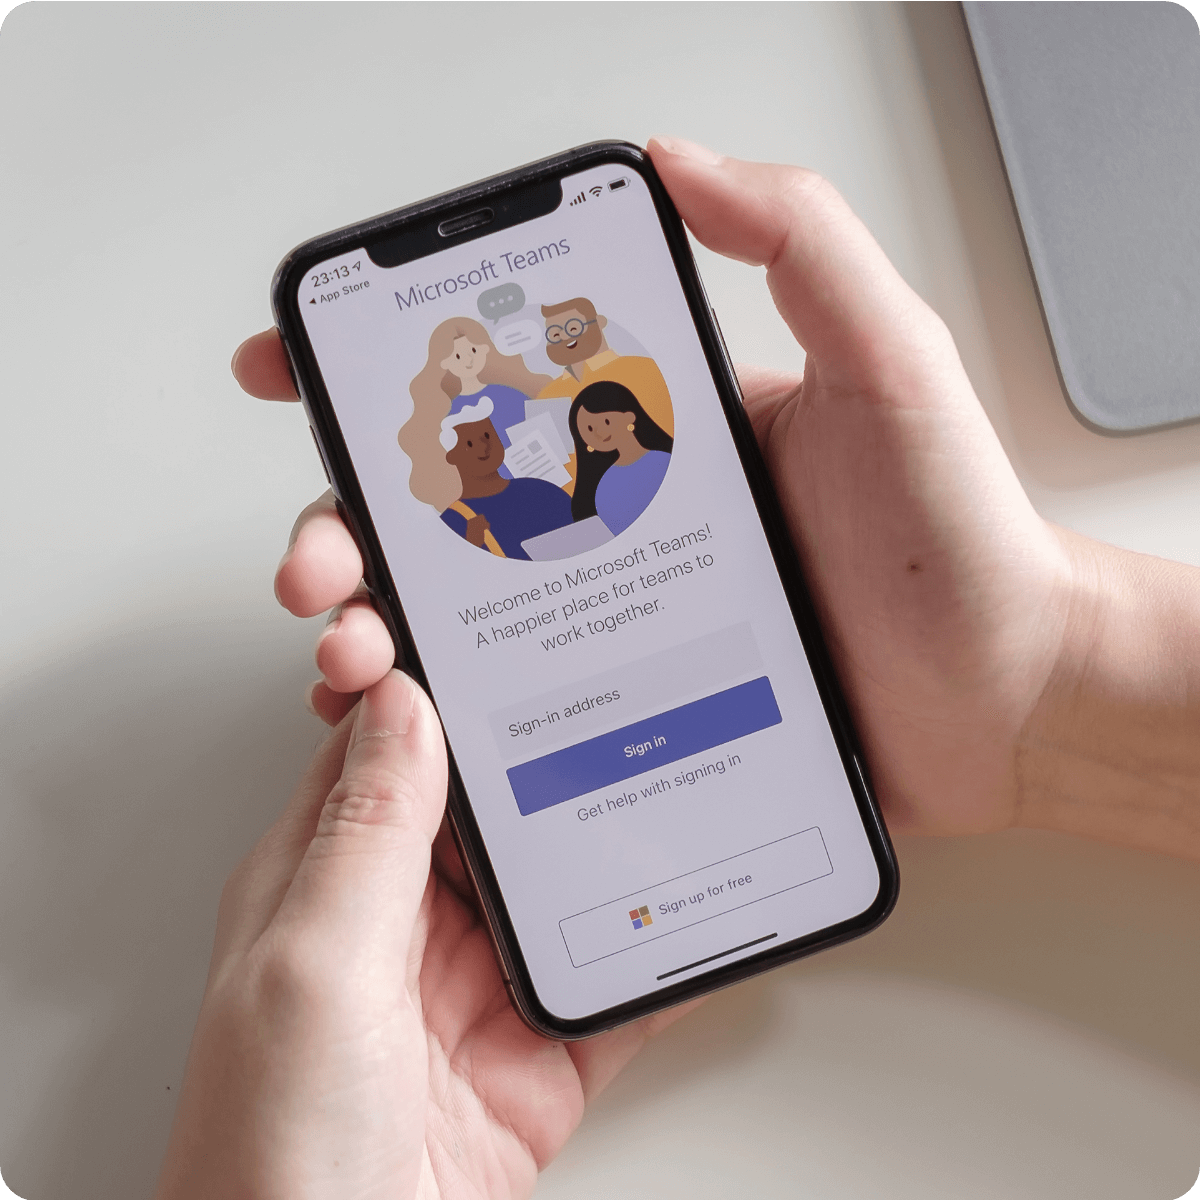 23:13
App Store
Microsoft Teams
Welcome to Microsoft Teams!
A happier place for teams to
work together.
Sign-in address
Sign in
Get help with signing in
Sign up for free